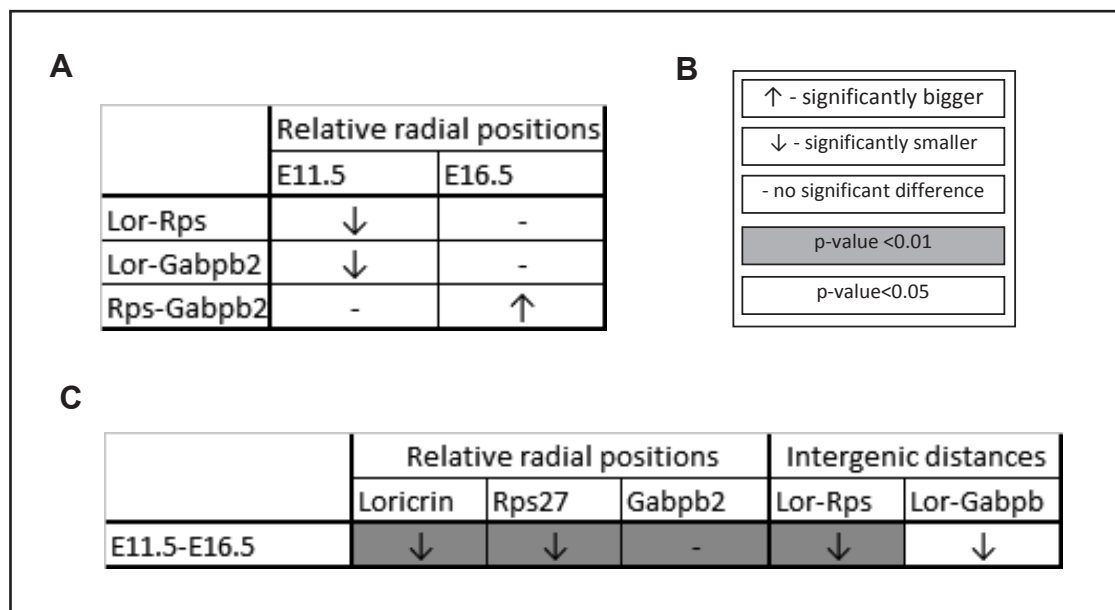 A
Relative radial positions
E11.5 E16.5
Lor-Rps ↓ -
Lor-Gabpb2 ↓ -
Rps-Gabpb2 - ↑
B
↑ - significantly bigger
↓ - significantly smaller
- no significant difference
p-value <0.01
p-value<0.05
C
Relative radial positions Intergenic distances
Loricrin Rps27 Gabpb2 Lor-Rps Lor-Gabpb
E11.5-E16.5 ↓ ↓ - ↓ ↓